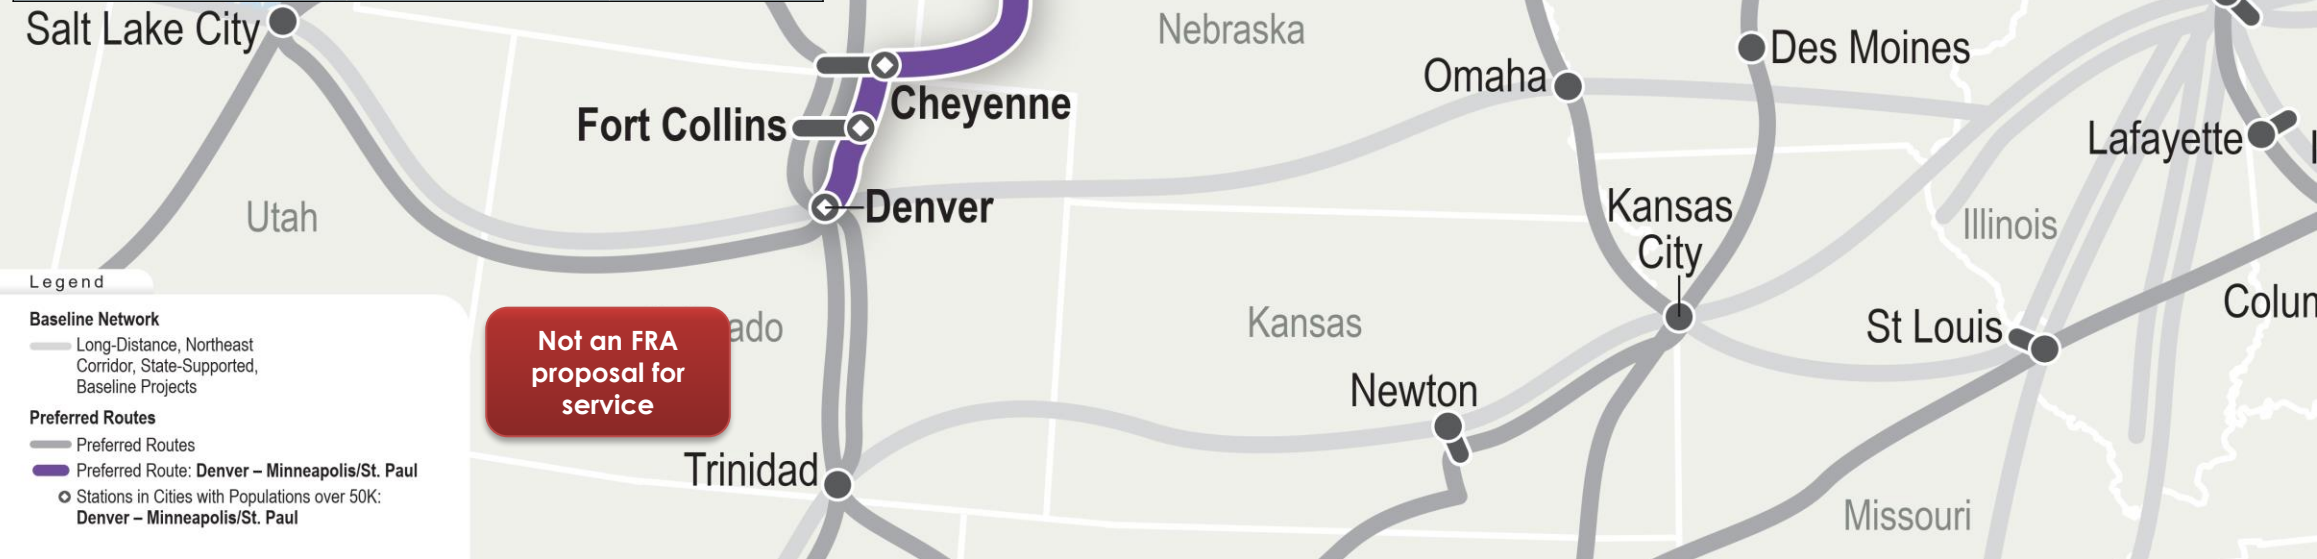 Salt Lake City
Nebraska
Des Moines
Omaha
Cheyenne
Fort Collins
Lafayette
Utah
Denver
Kansas
City
Illinois
Legend
Baseline Network
Long-Distance, Northeast
Corridor, State-Supported,
Baseline Projects
Preferred Routes
Preferred Routes
Preferred Route: Denver – Minneapolis/St. Paul
Stations in Cities with Populations over 50K:
Denver – Minneapolis/St. Paul
Not an FRA
proposal for
service
ado
Kansas
St Louis
Colum
Newton
Trinidad
Missouri